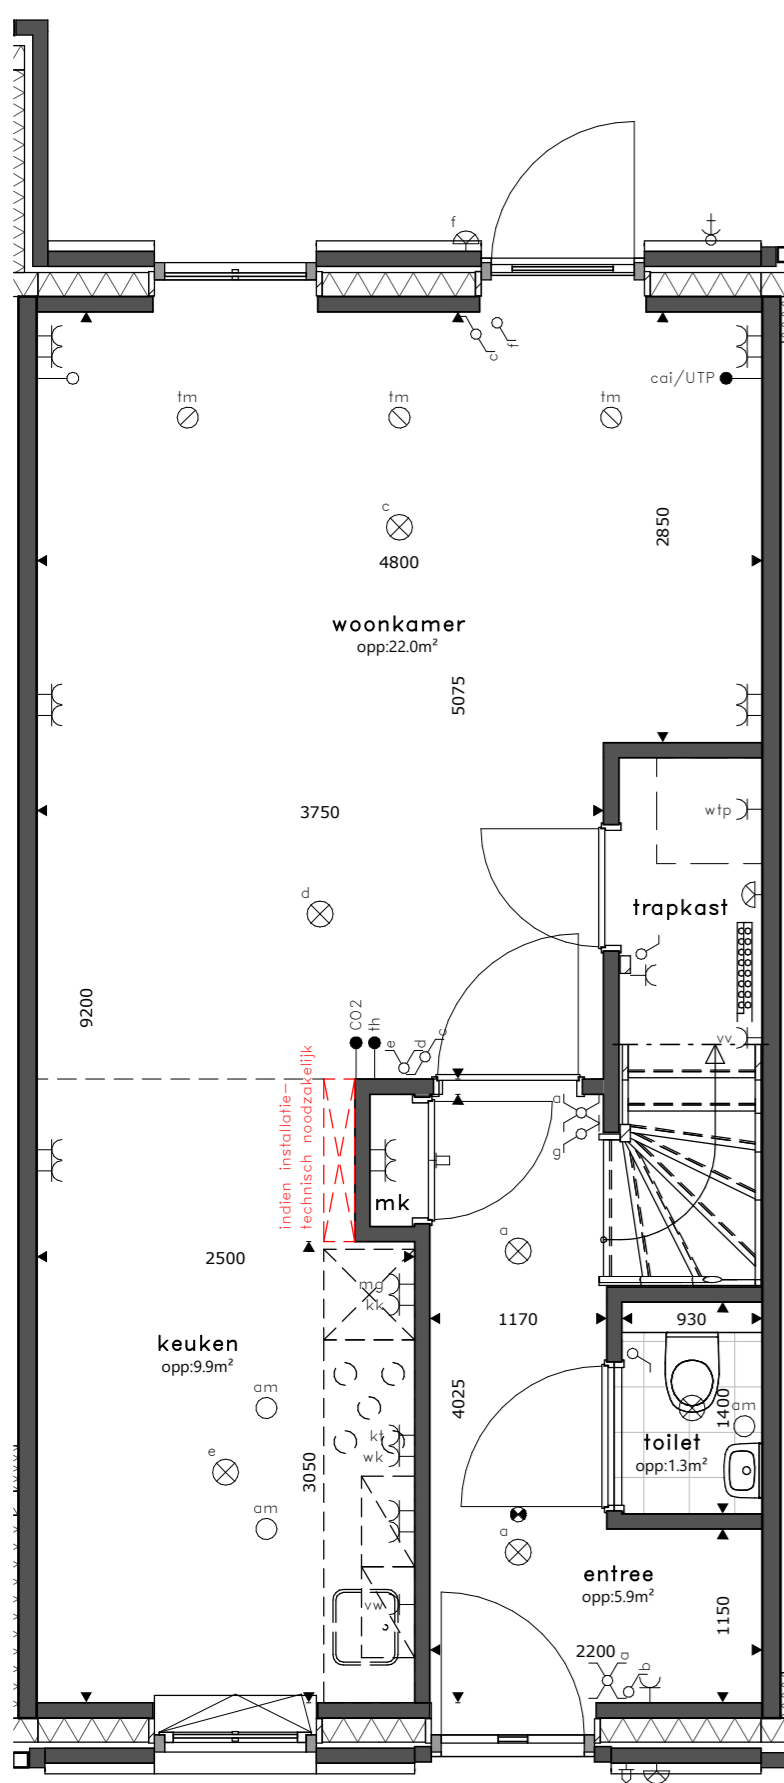 f
t
c
f
cai/UTP
tm
tm
tm
c
2850
4800
woonkamer
opp:22.0m²
5075
3750
wtp
d
trapkast
9200
CO2
th
e
d
c
vv
indien installatie-
technisch noodzakelijk
a
g
mk
a
2500
mg
kk
1170
930
keuken
opp:9.9m²
4025
1400
am
am
kt
wk
toilet
opp:1.3m²
e
3050
am
a
entree
opp:5.9m²
vw
1150
2200
a
b